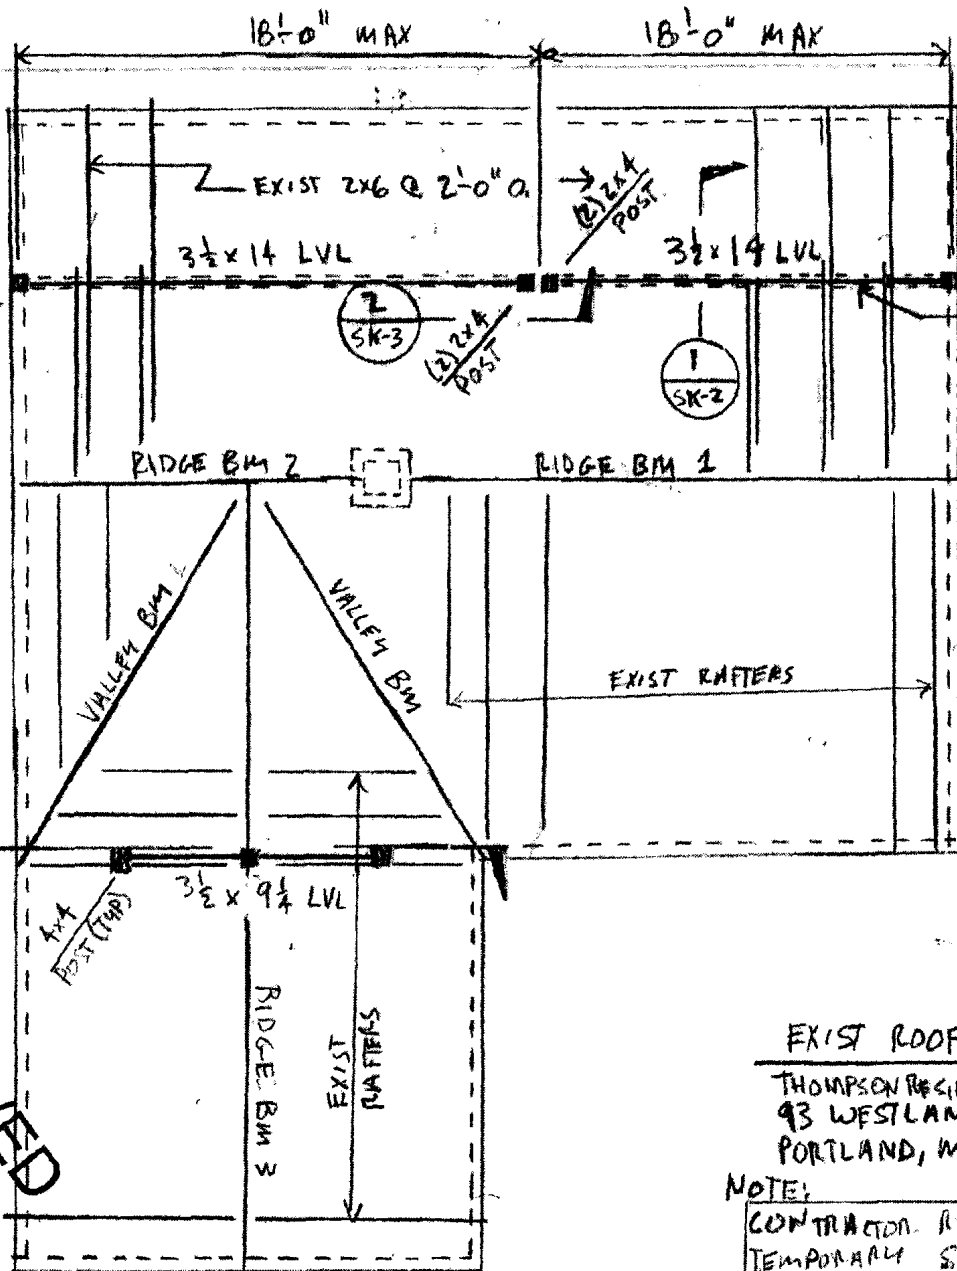 18'-0" MAX
18'-0" MAX
EXIST 2X6 @ 2'-0" O.
(2) 2x4
POST
3½ x 14 LVL
3½ x 14 LVL
2
SK-3
(2) 2x4
POST
1
SK-2
RIDGE BM 2
RIDGE BM 1
VALLEY BM
VALLEY BM
EXIST RAFTERS
3½ x 9¼ LVL
4x4
POST (TYP)
RIDGE BM 3
EXIST
RAFTERS
EXIST ROOF
THOMPSON RESI
93 WESTLAN
PORTLAND, M
NOTE:
CONTRACTOR R
TEMPORARY S